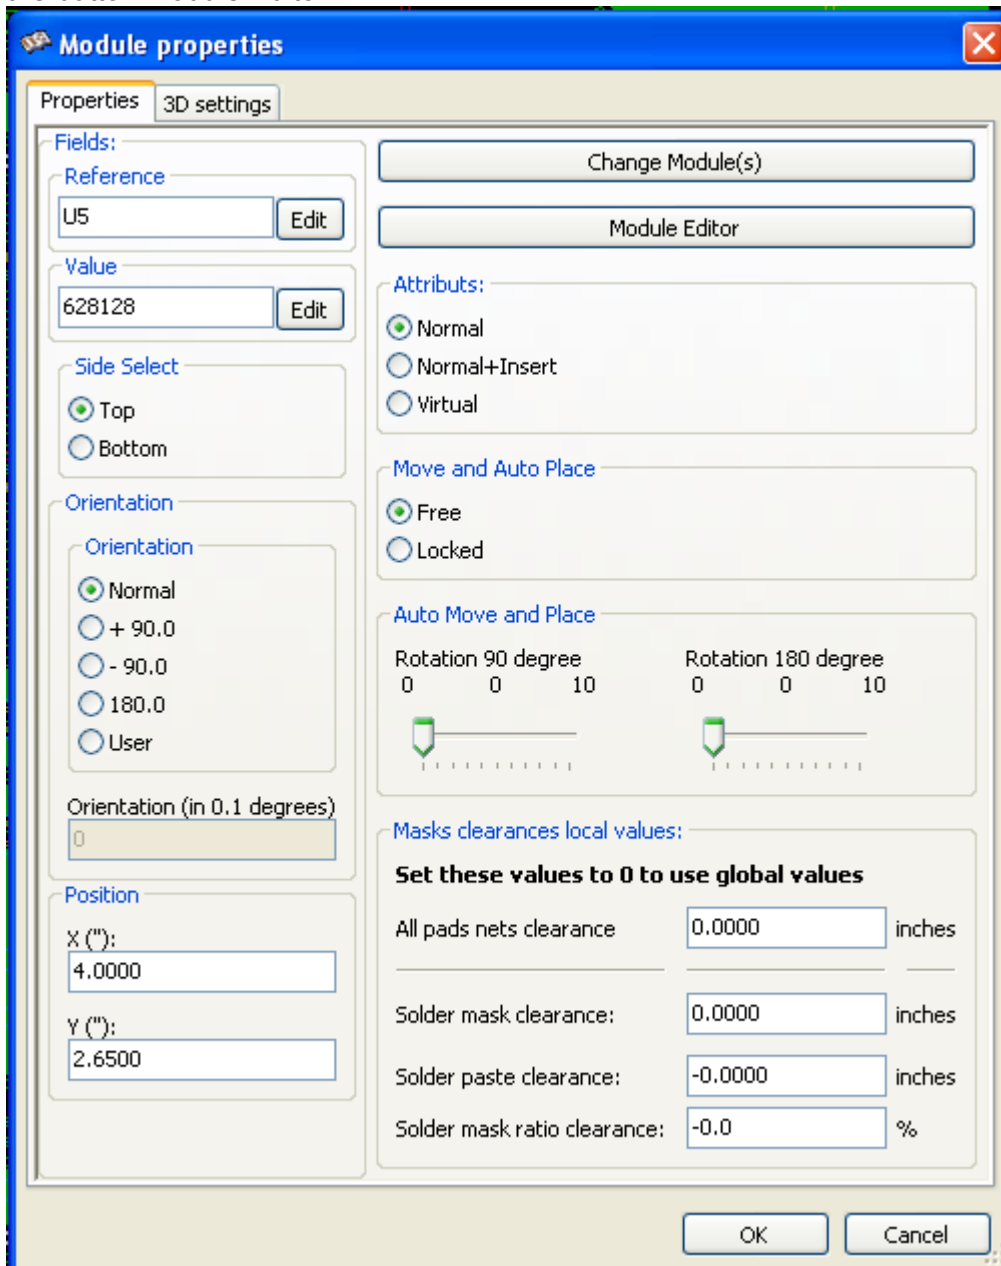 Module properties
Properties
3D settings
Fields:
Reference
U5
Edit
Value
628128
Edit
Side Select
Top
Bottom
Orientation
Orientation
Normal
+ 90.0
- 90.0
180.0
User
Orientation (in 0.1 degrees)
0
Position
X ("):
4.0000
Y ("):
2.6500
Change Module(s)
Module Editor
Attributs:
Normal
Normal+Insert
Virtual
Move and Auto Place
Free
Locked
Auto Move and Place
Rotation 90 degree
0 0 10
Rotation 180 degree
0 0 10
Masks clearances local values:
Set these values to 0 to use global values
All pads nets clearance 0.0000 inches
Solder mask clearance: 0.0000 inches
Solder paste clearance: -0.0000 inches
Solder mask ratio clearance: -0.0 %
OK Cancel